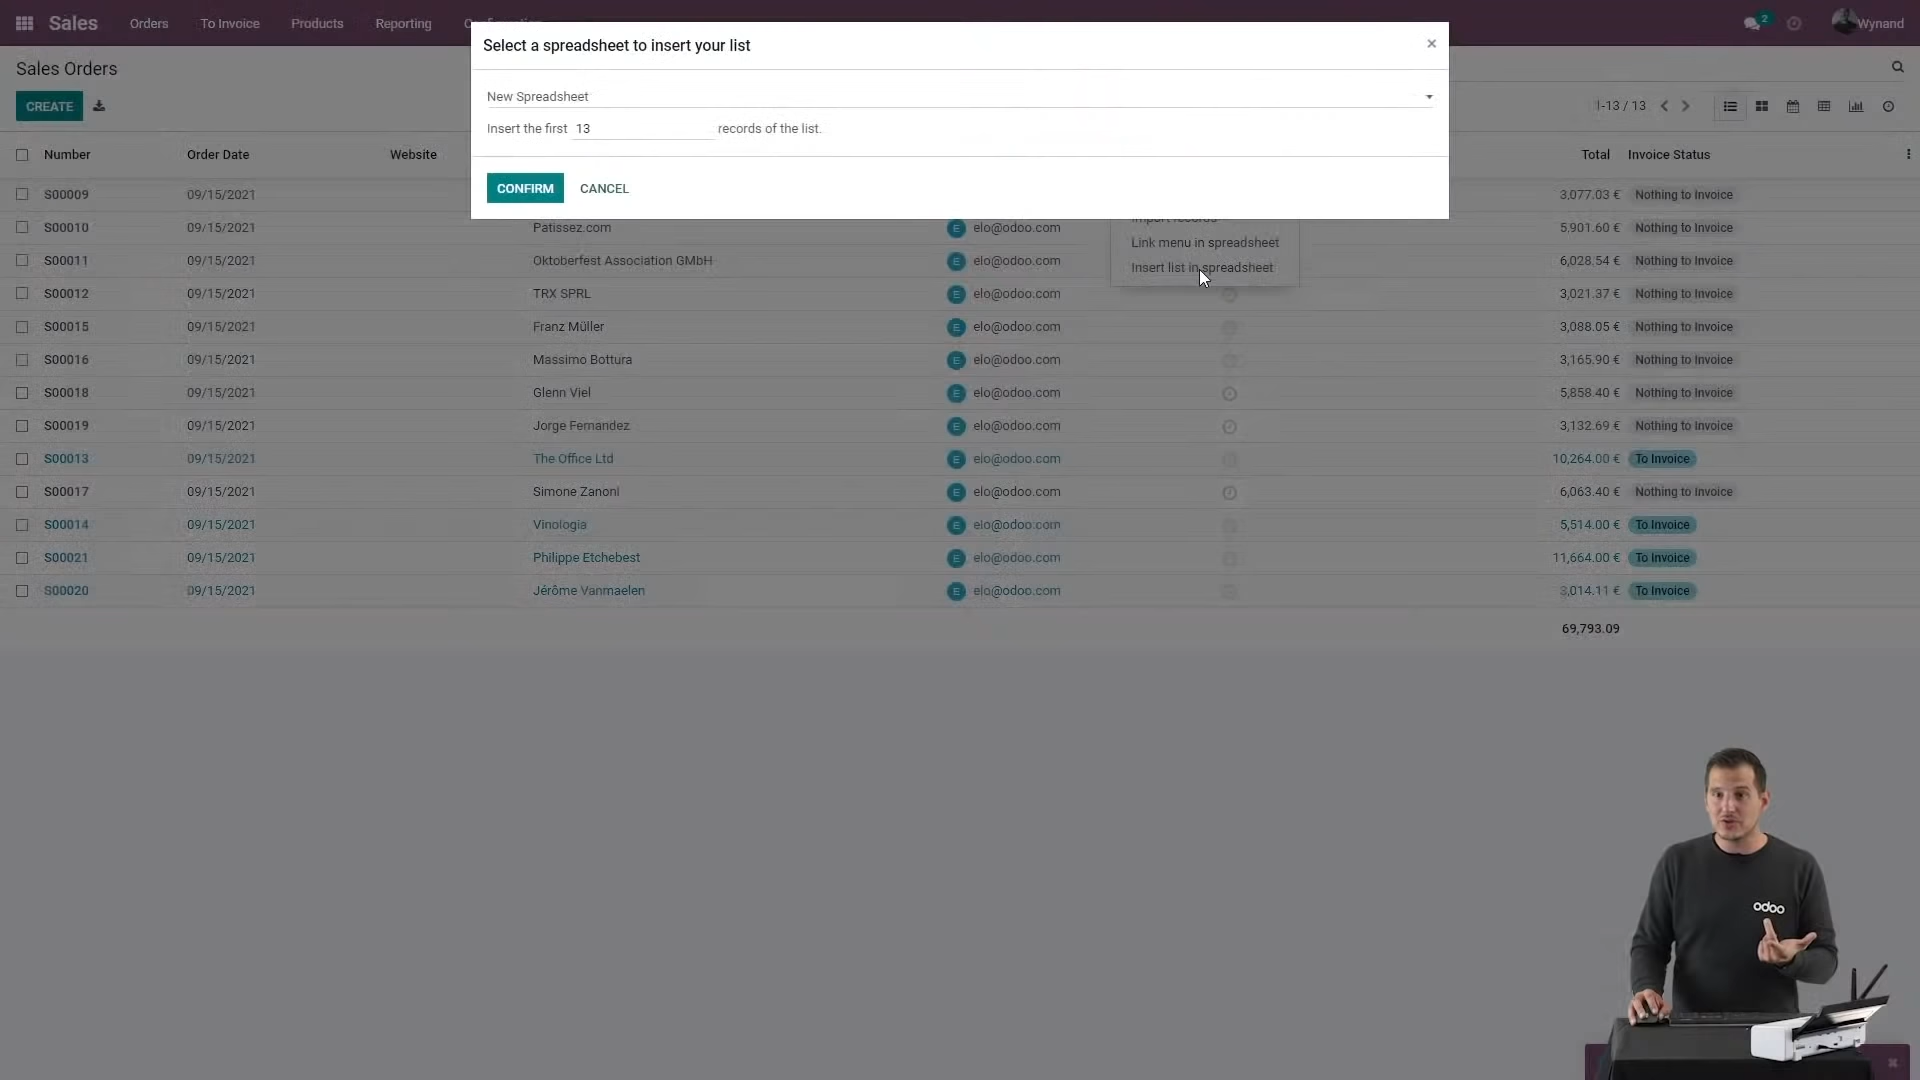 Sales Orders To Invoice Products Reporting 2 Wynand
Select a spreadsheet to insert your list ×
Sales Orders
New Spreadsheet
CREATE 1-13 / 13
Insert the first 13 records of the list.
Number Order Date Website Total Invoice Status
CONFIRM CANCEL
S00009 09/15/2021 3,077.03 € Nothing to Invoice
Import records
S00010 09/15/2021 Patissez.com E elo@odoo.com 5,901.60 € Nothing to Invoice
Link menu in spreadsheet
S00011 09/15/2021 Oktoberfest Association GMbH E elo@odoo.com 6,028.54 € Nothing to Invoice
Insert list in spreadsheet
S00012 09/15/2021 TRX SPRL E elo@odoo.com 3,021.37 € Nothing to Invoice
S00015 09/15/2021 Franz Müller E elo@odoo.com 3,088.05 € Nothing to Invoice
S00016 09/15/2021 Massimo Bottura E elo@odoo.com 3,165.90 € Nothing to Invoice
S00018 09/15/2021 Glenn Viel E elo@odoo.com 5,858.40 € Nothing to Invoice
S00019 09/15/2021 Jorge Fernandez E elo@odoo.com 3,132.69 € Nothing to Invoice
S00013 09/15/2021 The Office Ltd E elo@odoo.com 10,264.00 € To Invoice
S00017 09/15/2021 Simone Zanoni E elo@odoo.com 6,063.40 € Nothing to Invoice
S00014 09/15/2021 Vinologia E elo@odoo.com 5,514.00 € To Invoice
S00021 09/15/2021 Philippe Etchebest E elo@odoo.com 11,664.00 € To Invoice
S00020 09/15/2021 Jérôme Vanmaelen E elo@odoo.com 3,014.11 € To Invoice
69,793.09
odoo